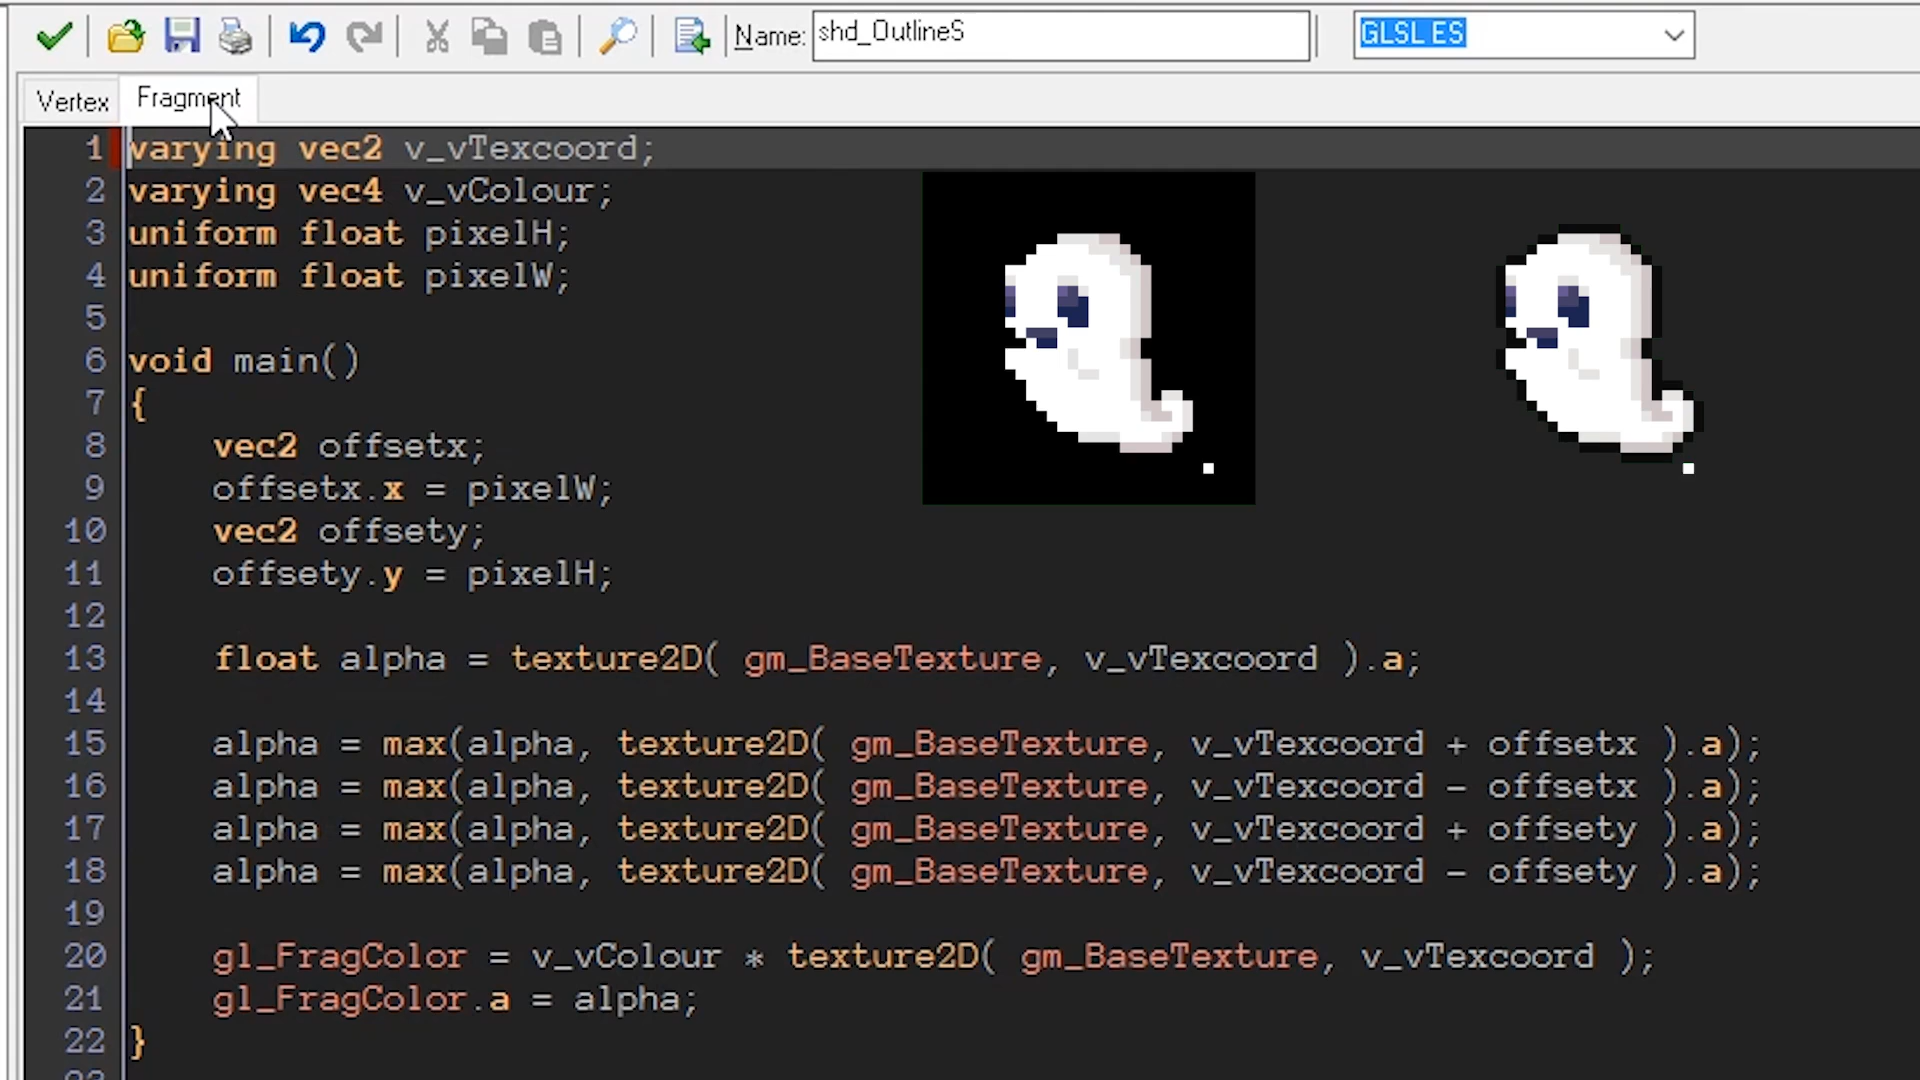 Name: shd_OutlineS GLSL ES
Vertex Fragment
1 varying vec2 v_vTexcoord;
2 varying vec4 v_vColour;
3 uniform float pixelH;
4 uniform float pixelW;
5
6 void main()
7 {
8 vec2 offsetx;
9 offsetx.x = pixelW;
10 vec2 offsety;
11 offsety.y = pixelH;
12
13 float alpha = texture2D( gm_BaseTexture, v_vTexcoord ).a;
14
15 alpha = max(alpha, texture2D( gm_BaseTexture, v_vTexcoord + offsetx ).a);
16 alpha = max(alpha, texture2D( gm_BaseTexture, v_vTexcoord - offsetx ).a);
17 alpha = max(alpha, texture2D( gm_BaseTexture, v_vTexcoord + offsety ).a);
18 alpha = max(alpha, texture2D( gm_BaseTexture, v_vTexcoord - offsety ).a);
19
20 gl_FragColor = v_vColour * texture2D( gm_BaseTexture, v_vTexcoord );
21 gl_FragColor.a = alpha;
22 }